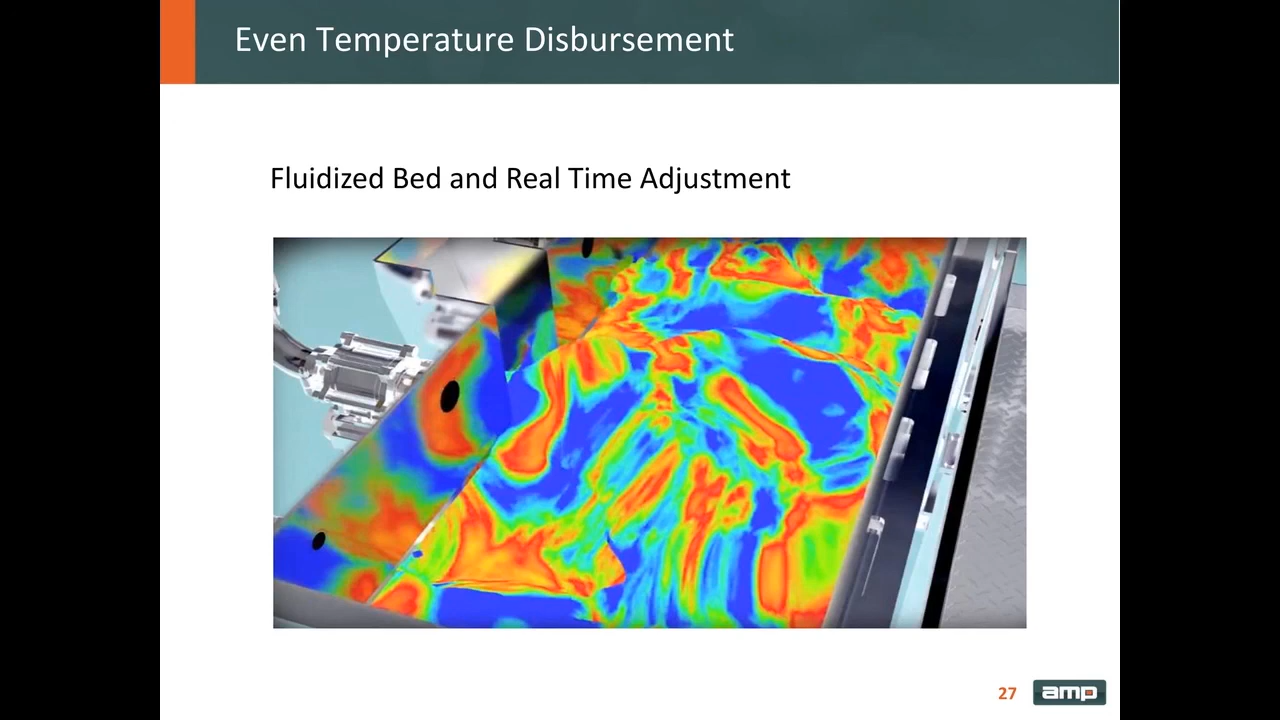 Even Temperature Disbursement
Fluidized Bed and Real Time Adjustment
27
amp